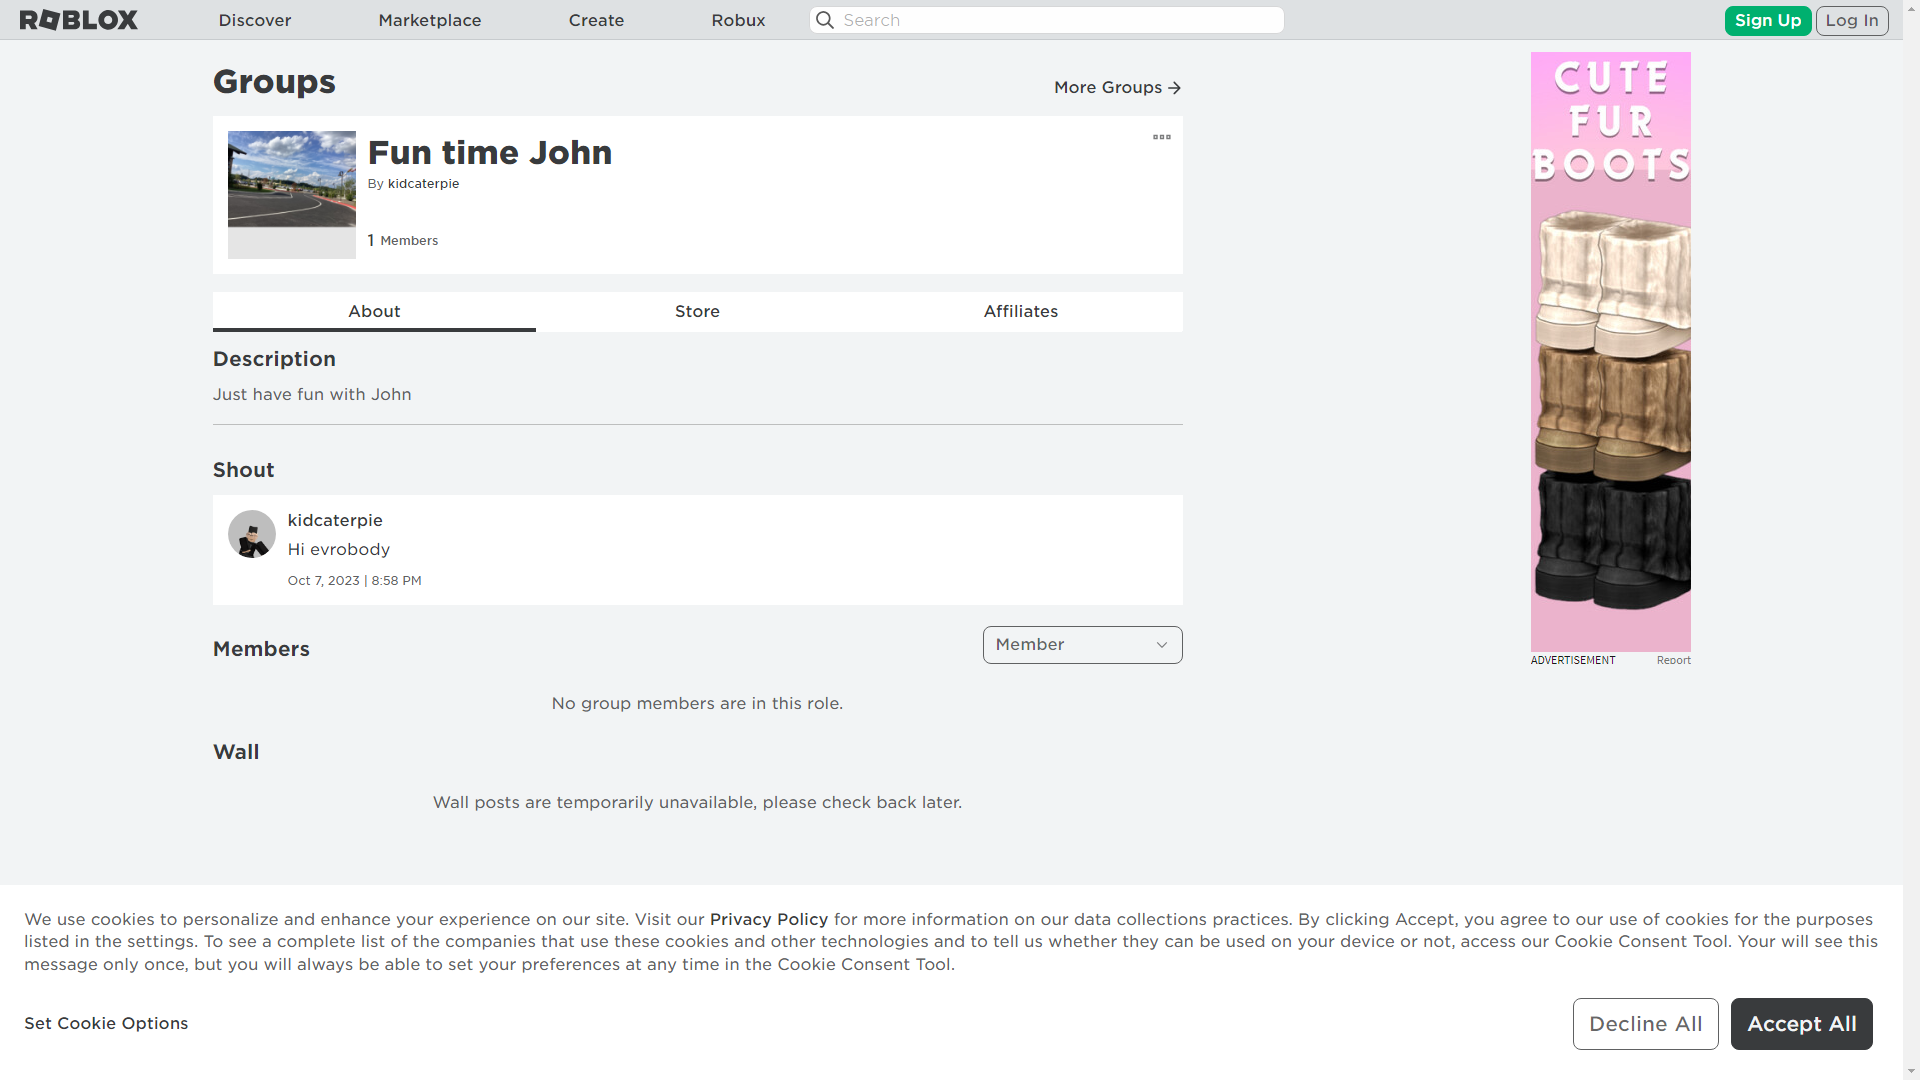 ROBLOX
Discover
Marketplace
Create
Robux
Search
Sign Up
Log In
Groups
More Groups
Fun time John
By kidcaterpie
1 Members
About
Store
Affiliates
Description
Just have fun with John
Shout
kidcaterpie
Hi evrobody
Oct 7, 2023 | 8:58 PM
Members
Member
No group members are in this role.
Wall
Wall posts are temporarily unavailable, please check back later.
CUTE
FUR
BOOTS
ADVERTISEMENT
Report
We use cookies to personalize and enhance your experience on our site. Visit our Privacy Policy for more information on our data collections practices. By clicking Accept, you agree to our use of cookies for the purposes
listed in the settings. To see a complete list of the companies that use these cookies and other technologies and to tell us whether they can be used on your device or not, access our Cookie Consent Tool. Your will see this
message only once, but you will always be able to set your preferences at any time in the Cookie Consent Tool.
Set Cookie Options
Decline All
Accept All